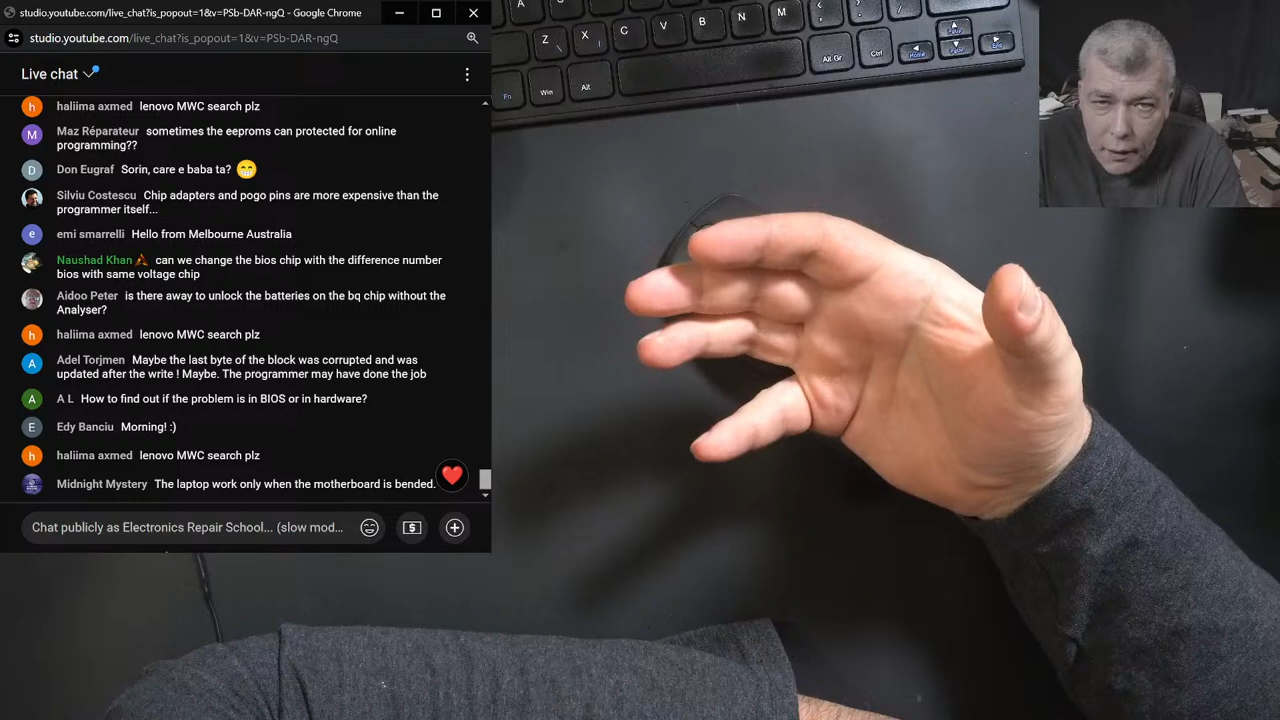 studio.youtube.com/live_chat?is_popout=1&v=PSb-DAR-ngQ - Google Chrome
studio.youtube.com/live_chat?is_popout=1&v=PSb-DAR-ngQ
Live chat
h haliima axmed lenovo MWC search plz
M Maz Réparateur sometimes the eeproms can protected for online
programming??
D Don Eugraf Sorin, care e baba ta? 😁
Silviu Costescu Chip adapters and pogo pins are more expensive than the
programmer itself...
e emi smarrelli Hello from Melbourne Australia
Naushad Khan can we change the bios chip with the difference number
bios with same voltage chip
Aidoo Peter is there away to unlock the batteries on the bq chip without the
Analyser?
h haliima axmed lenovo MWC search plz
A Adel Torjmen Maybe the last byte of the block was corrupted and was
updated after the write ! Maybe. The programmer may have done the job
A A L How to find out if the problem is in BIOS or in hardware?
E Edy Banciu Morning! :)
h haliima axmed lenovo MWC search plz
Midnight Mystery The laptop work only when the motherboard is bended.
Chat publicly as Electronics Repair School... (slow mod...
$
A
Z X C V B N M
Fn Win Alt Alt Gr Ctrl
Home PgUp PgDn End